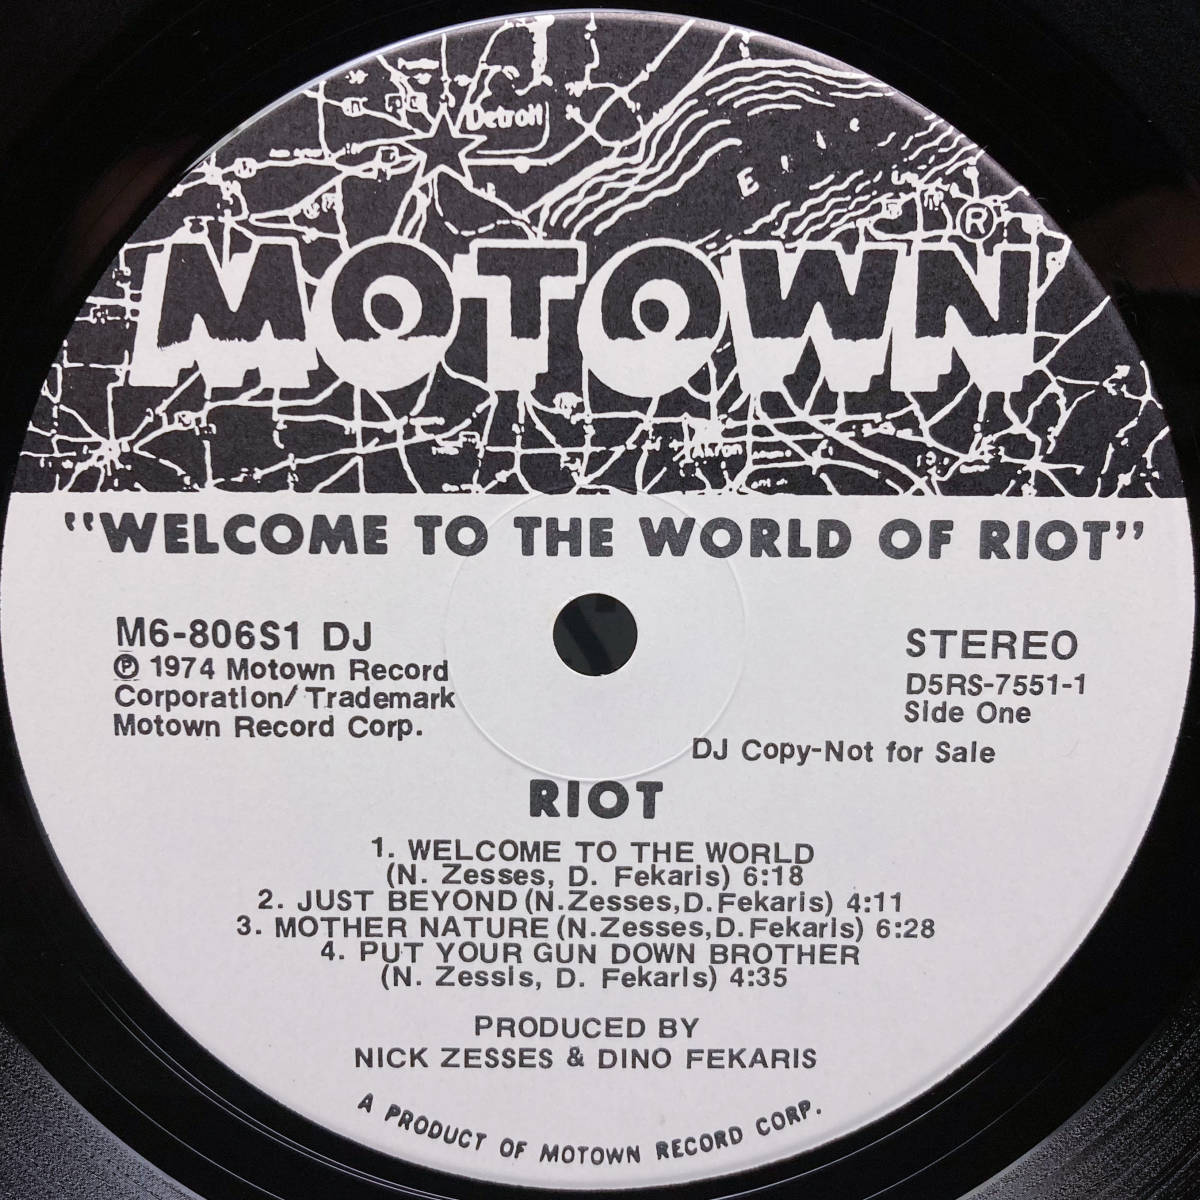 Detroit
E
MOTOWN®
Akron
"WELCOME TO THE WORLD OF RIOT"
M6-806S1 DJ
℗ 1974 Motown Record
Corporation/Trademark
Motown Record Corp.
STEREO
D5RS-7551-1
Side One
DJ Copy-Not for Sale
RIOT
1. WELCOME TO THE WORLD
(N. Zesses, D. Fekaris) 6:18
2. JUST BEYOND (N.Zesses,D.Fekaris) 4:11
3. MOTHER NATURE (N.Zesses,D.Fekaris) 6:28
4. PUT YOUR GUN DOWN BROTHER
(N. Zessis, D. Fekaris) 4:35
PRODUCED BY
NICK ZESSES & DINO FEKARIS
A PRODUCT OF MOTOWN RECORD CORP.